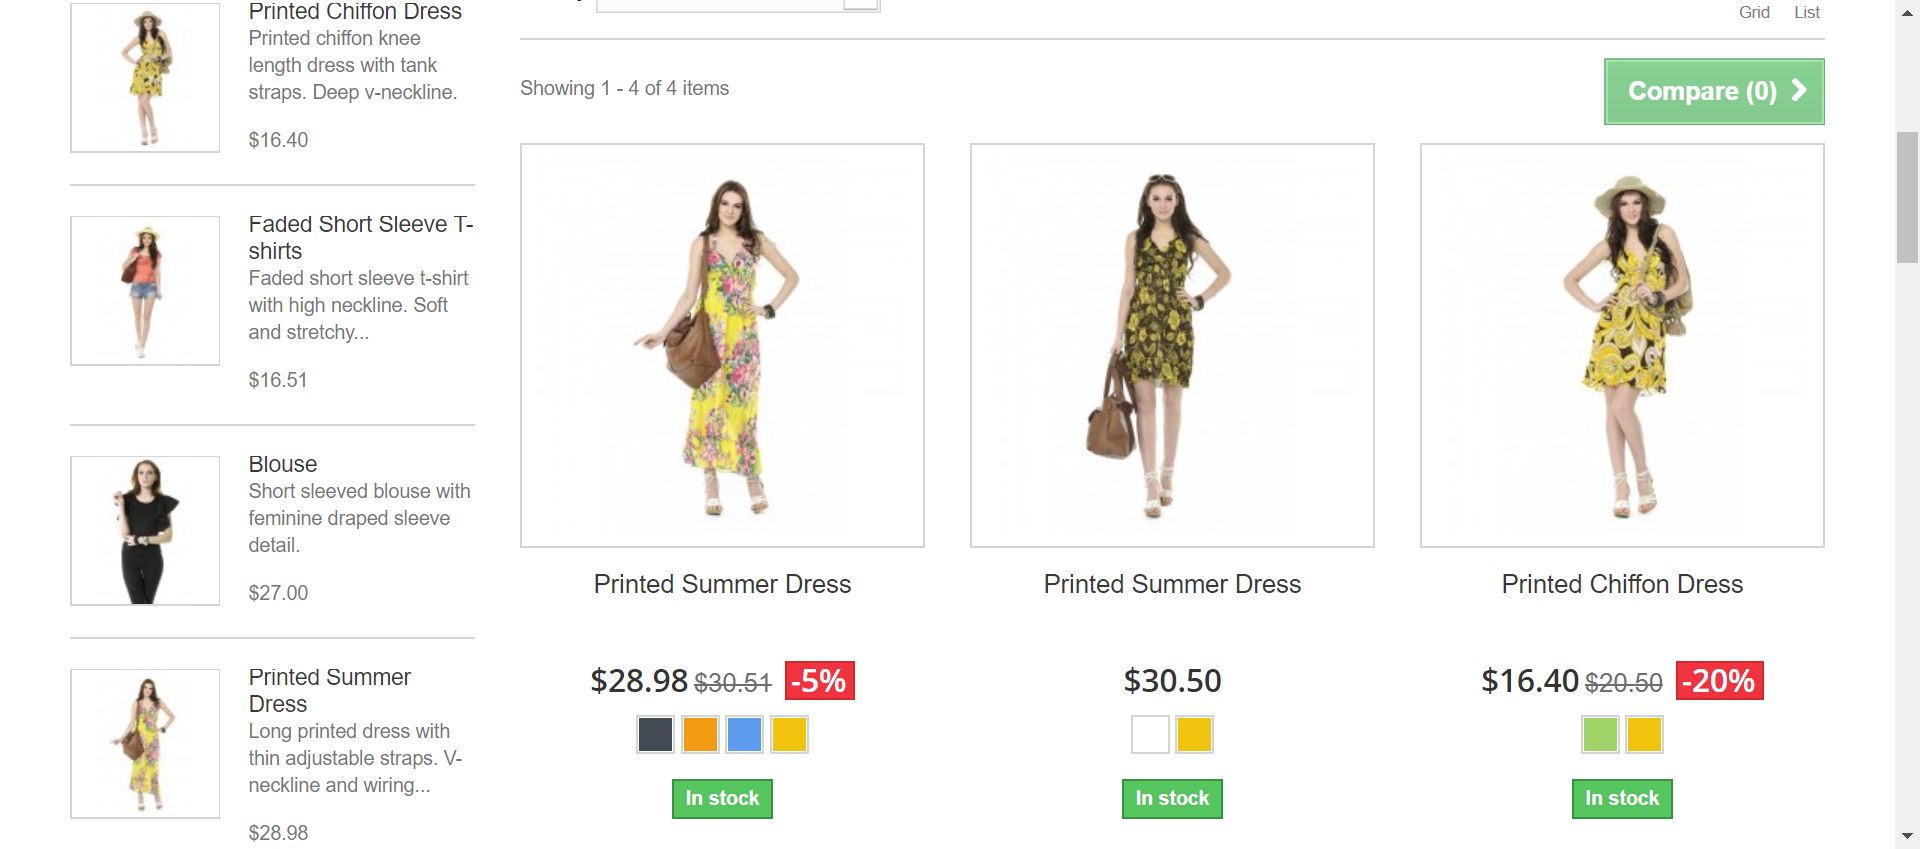 Printed Chiffon Dress
Printed chiffon knee
length dress with tank
straps. Deep v-neckline.
$16.40
Faded Short Sleeve T-
shirts
Faded short sleeve t-shirt
with high neckline. Soft
and stretchy...
$16.51
Blouse
Short sleeved blouse with
feminine draped sleeve
detail.
$27.00
Printed Summer
Dress
Long printed dress with
thin adjustable straps. V-
neckline and wiring...
$28.98
Grid List
Showing 1 - 4 of 4 items
Compare (0)
Printed Summer Dress
$28.98 $30.51 -5%
In stock
Printed Summer Dress
$30.50
In stock
Printed Chiffon Dress
$16.40 $20.50 -20%
In stock